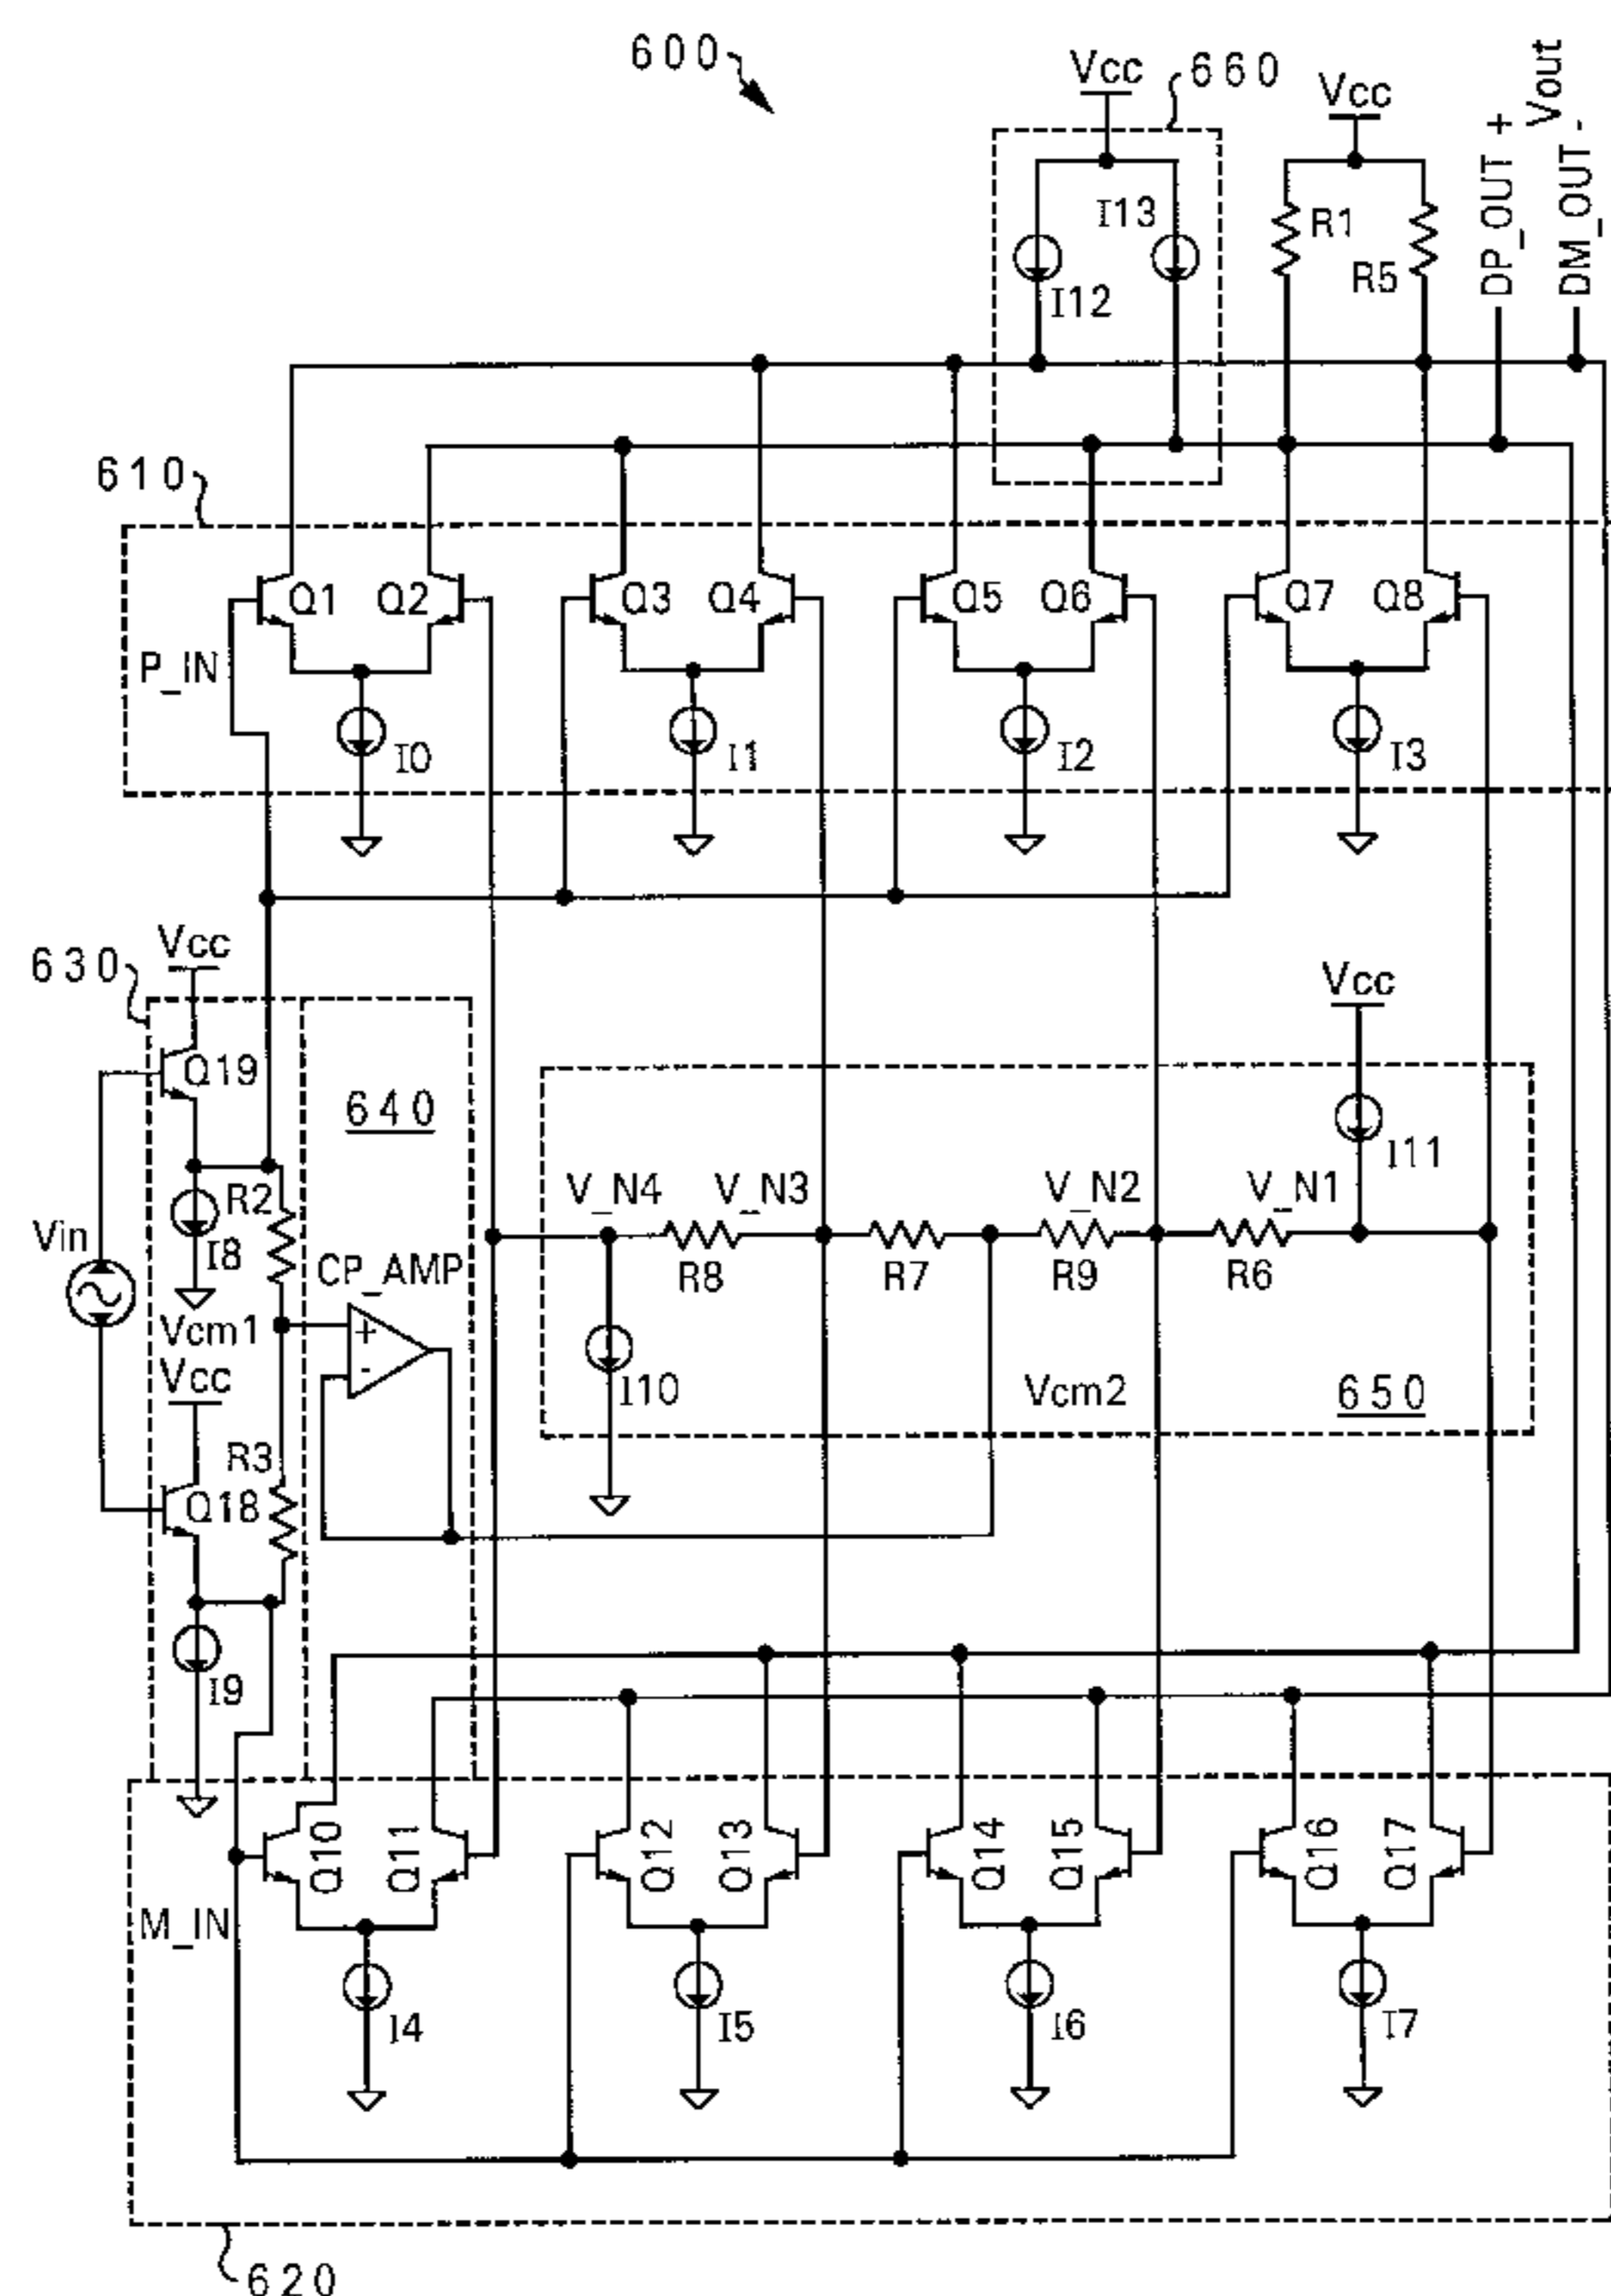 600
Vcc
660
Vcc
DP_OUT +
Vout
DM_OUT -
I13
R1
I12
R5
610
Q1
Q2
Q3
Q4
Q5
Q6
Q7
Q8
P_IN
I0
I1
I2
I3
Vcc
630
Vcc
Q19
640
I11
V_N4
V_N3
V_N2
V_N1
R2
Vin
I8
CP_AMP
R8
R7
R9
R6
Vcm1
+
-
Vcc
I10
Vcm2
650
R3
Q18
I9
Q10
Q11
Q12
Q13
Q14
Q15
Q16
Q17
M_IN
I4
I5
I6
I7
620